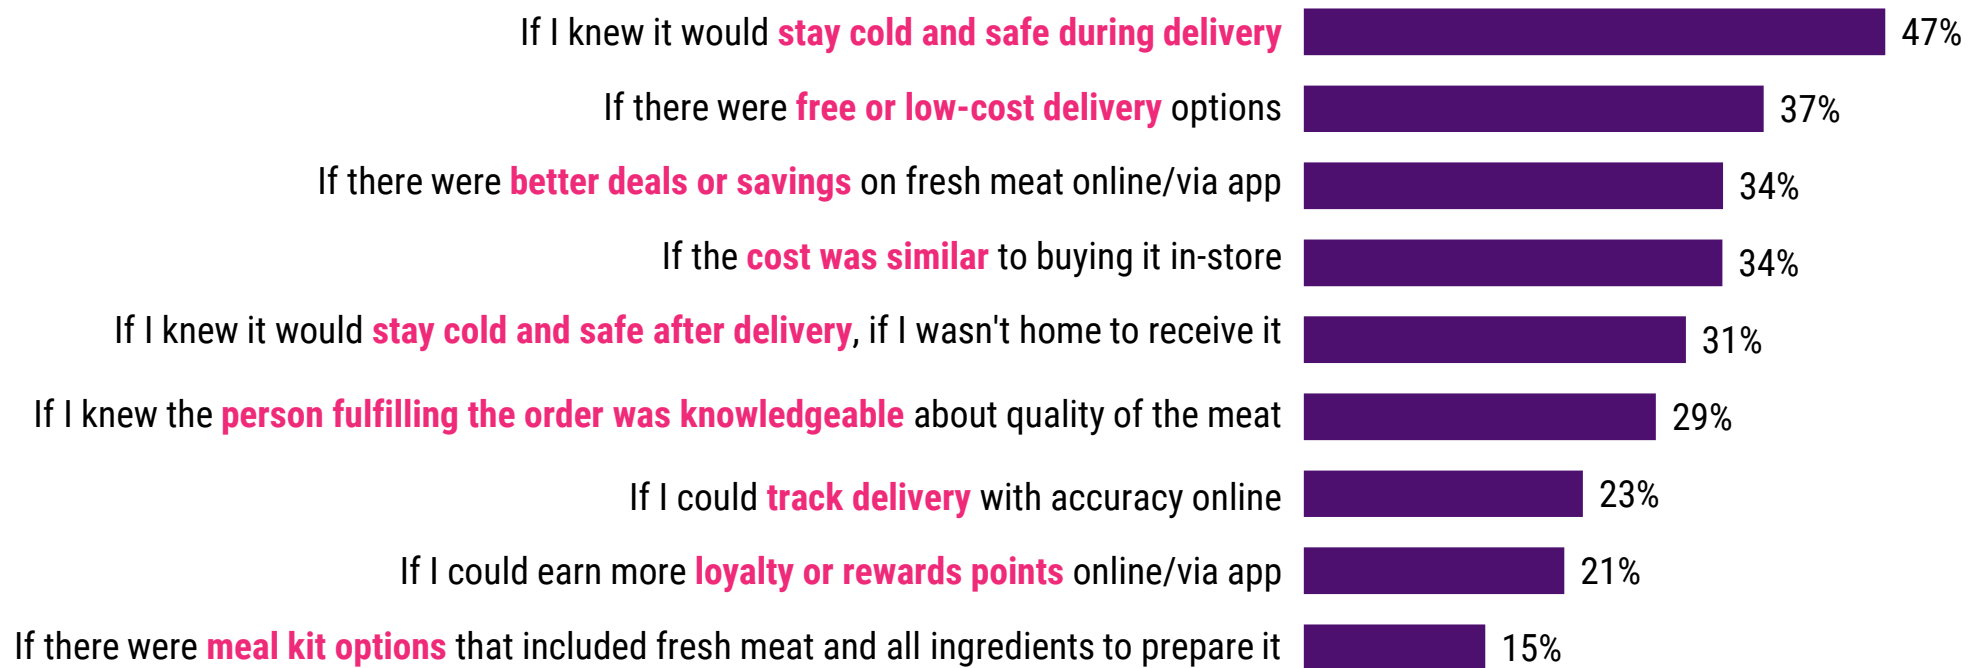 If I knew it would stay cold and safe during delivery 47%
If there were free or low-cost delivery options 37%
If there were better deals or savings on fresh meat online/via app 34%
If the cost was similar to buying it in-store 34%
If I knew it would stay cold and safe after delivery, if I wasn't home to receive it 31%
If I knew the person fulfilling the order was knowledgeable about quality of the meat 29%
If I could track delivery with accuracy online 23%
If I could earn more loyalty or rewards points online/via app 21%
If there were meal kit options that included fresh meat and all ingredients to prepare it 15%